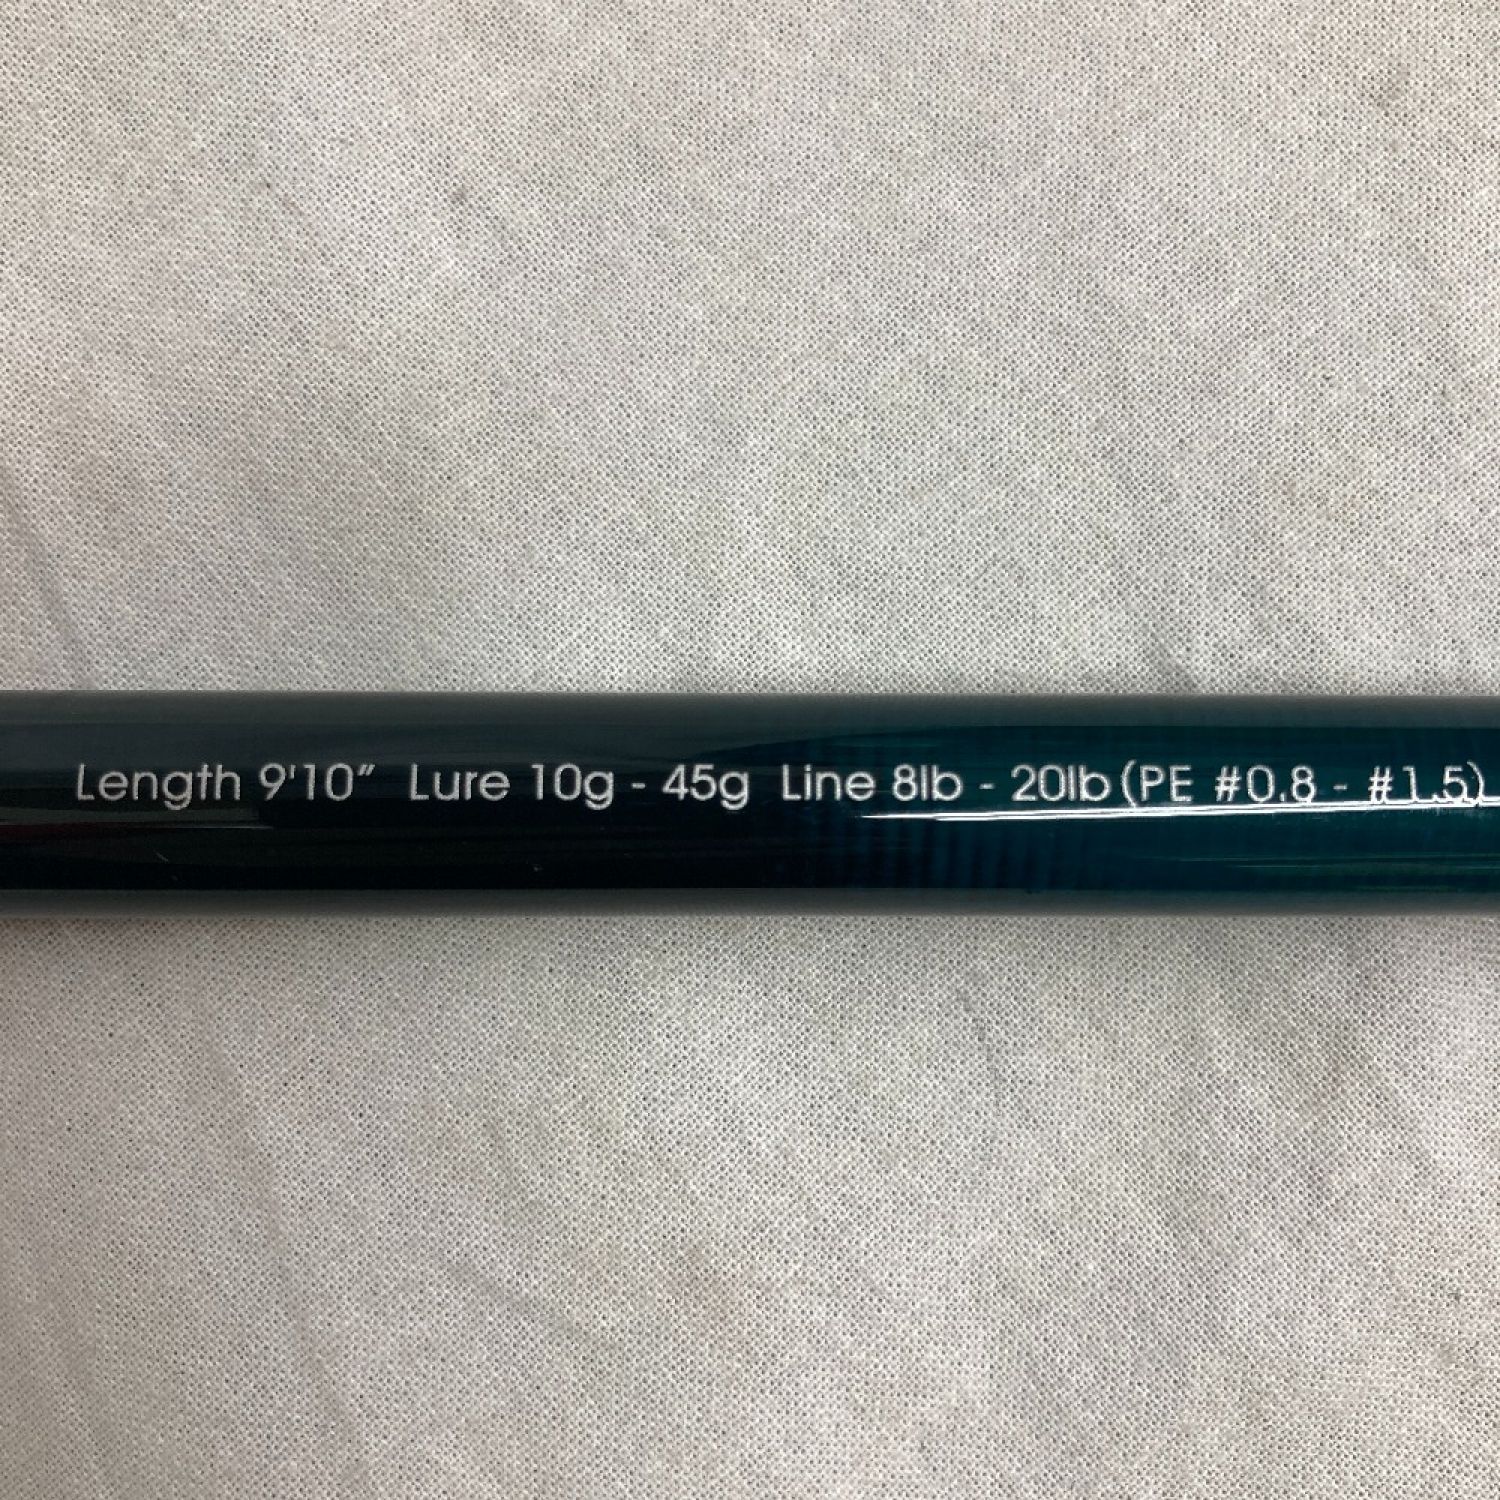 Length 9'10" Lure 10g - 45g Line 8lb - 20lb (PE #0.8 - #1.5)